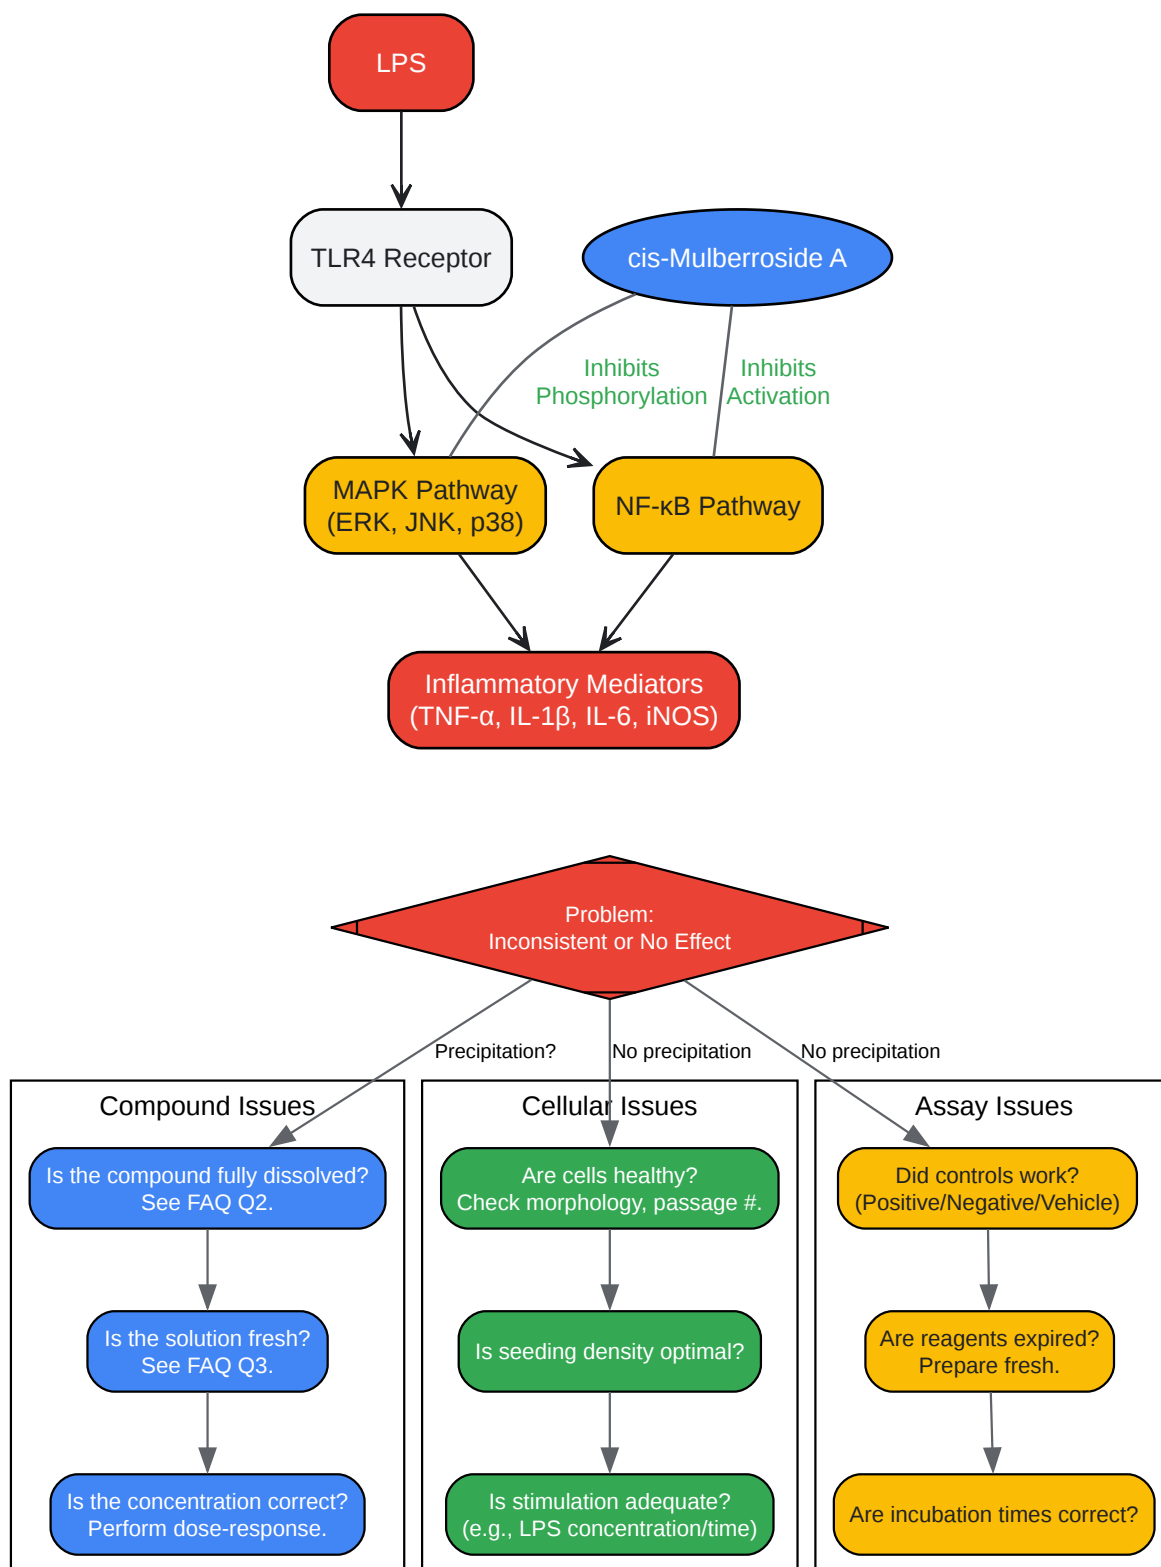 LPS
TLR4 Receptor
cis-Mulberroside A
Inhibits
Phosphorylation
Inhibits
Activation
MAPK Pathway
(ERK, JNK, p38)
NF-κB Pathway
Inflammatory Mediators
(TNF-α, IL-1β, IL-6, iNOS)
Problem:
Inconsistent or No Effect
Precipitation?
No precipitation
No precipitation
Compound Issues
Is the compound fully dissolved?
See FAQ Q2.
Is the solution fresh?
See FAQ Q3.
Is the concentration correct?
Perform dose-response.
Cellular Issues
Are cells healthy?
Check morphology, passage #.
Is seeding density optimal?
Is stimulation adequate?
(e.g., LPS concentration/time)
Assay Issues
Did controls work?
(Positive/Negative/Vehicle)
Are reagents expired?
Prepare fresh.
Are incubation times correct?